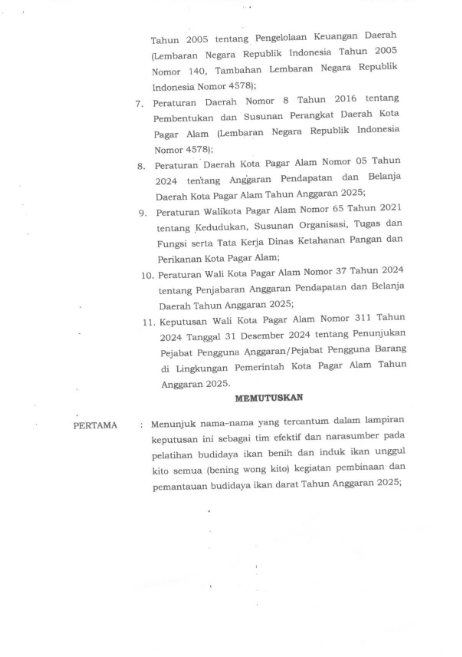 Tahun 2005 tentang Pengelolaan Keuangan Daerah
(Lembaran Negara Republik Indonesia Tahun 2005
Nomor 140, Tambahan Lembaran Negara Republik
Indonesia Nomor 4578);
7. Peraturan Daerah Nomor 8 Tahun 2016 tentang
Pembentukan dan Susunan Perangkat Daerah Kota
Pagar Alam (Lembaran Negara Republik Indonesia
Nomor 4578);
8. Peraturan Daerah Kota Pagar Alam Nomor 05 Tahun
2024 tentang Anggaran Pendapatan dan Belanja
Daerah Kota Pagar Alam Tahun Anggaran 2025;
9. Peraturan Walikota Pagar Alam Nomor 65 Tahun 2021
tentang Kedudukan, Susunan Organisasi, Tugas dan
Fungsi serta Tata Kerja Dinas Ketahanan Pangan dan
Perikanan Kota Pagar Alam;
10. Peraturan Wali Kota Pagar Alam Nomor 37 Tahun 2024
tentang Penjabaran Anggaran Pendapatan dan Belanja
Daerah Tahun Anggaran 2025;
11. Keputusan Wali Kota Pagar Alam Nomor 311 Tahun
2024 Tanggal 31 Desember 2024 tentang Penunjukan
Pejabat Pengguna Anggaran/Pejabat Pengguna Barang
di Lingkungan Pemerintah Kota Pagar Alam Tahun
Anggaran 2025.
MEMUTUSKAN
PERTAMA : Menunjuk nama–nama yang tercantum dalam lampiran
keputusan ini sebagai tim efektif dan narasumber pada
pelatihan budidaya ikan benih dan induk ikan unggul
kito semua (bening wong kito) kegiatan pembinaan dan
pemantauan budidaya ikan darat Tahun Anggaran 2025;